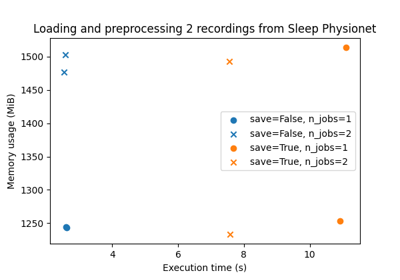 Loading and preprocessing 2 recordings from Sleep Physionet
1500
1450
1400
1350
1300
1250
Memory usage (MiB)
save=False, n_jobs=1
save=False, n_jobs=2
save=True, n_jobs=1
save=True, n_jobs=2
4 6 8 10
Execution time (s)